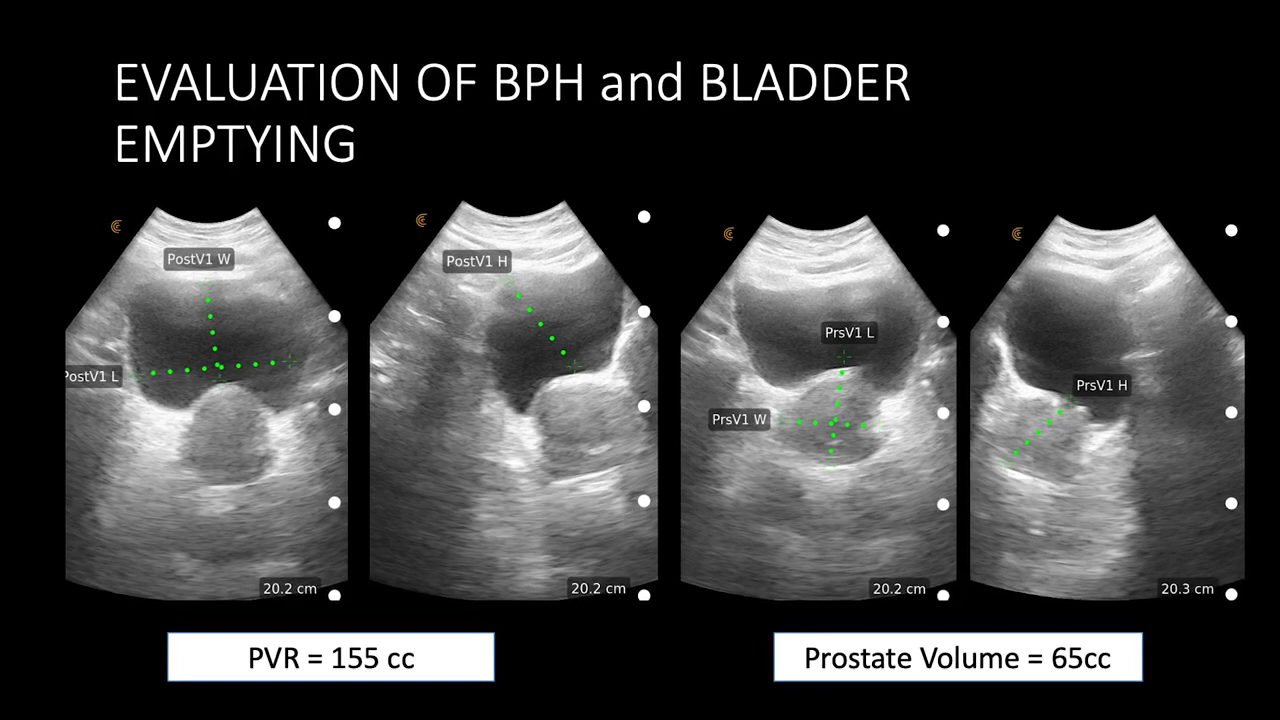 EVALUATION OF BPH and BLADDER
EMPTYING
PostV1 W
PostV1 L
20.2 cm
PostV1 H
20.2 cm
PrsV1 L
PrsV1 W
20.2 cm
PrsV1 H
20.3 cm
PVR = 155 cc
Prostate Volume = 65cc